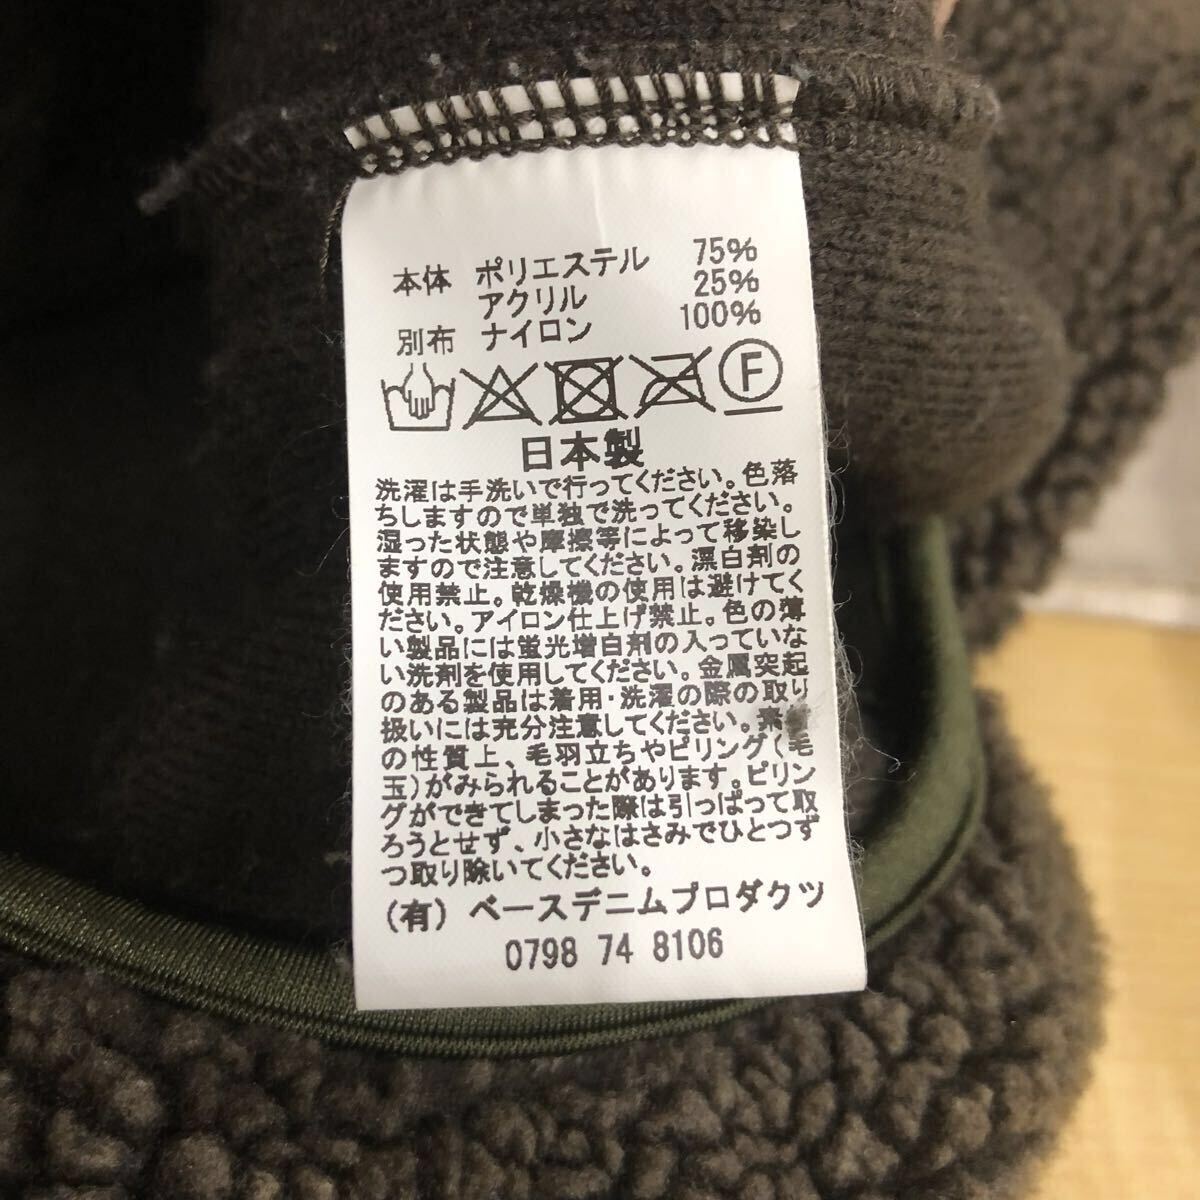 本体 ポリエステル 75%
アクリル 25%
別布 ナイロン 100%
F
日本製
洗濯は手洗いで行ってください。色落
ちしますので単独で洗ってください。
湿った状態や摩擦等によって移染し
ますので注意してください。漂白剤の
使用禁止。乾燥機の使用は避けてく
ださい。アイロン仕上げ禁止。色の薄
い製品には蛍光増白剤の入っていな
い洗剤を使用してください。金属突起
のある製品は着用・洗濯の際の取り
扱いには充分注意してください。素
の性質上、毛羽立ちやピリング(毛
玉)がみられることがあります。ピリン
グができてしまった際は引っぱって取
ろうとせず、小さなはさみでひとつず
つ取り除いてください。
(有) ベースデニムプロダクツ
0798 74 8106